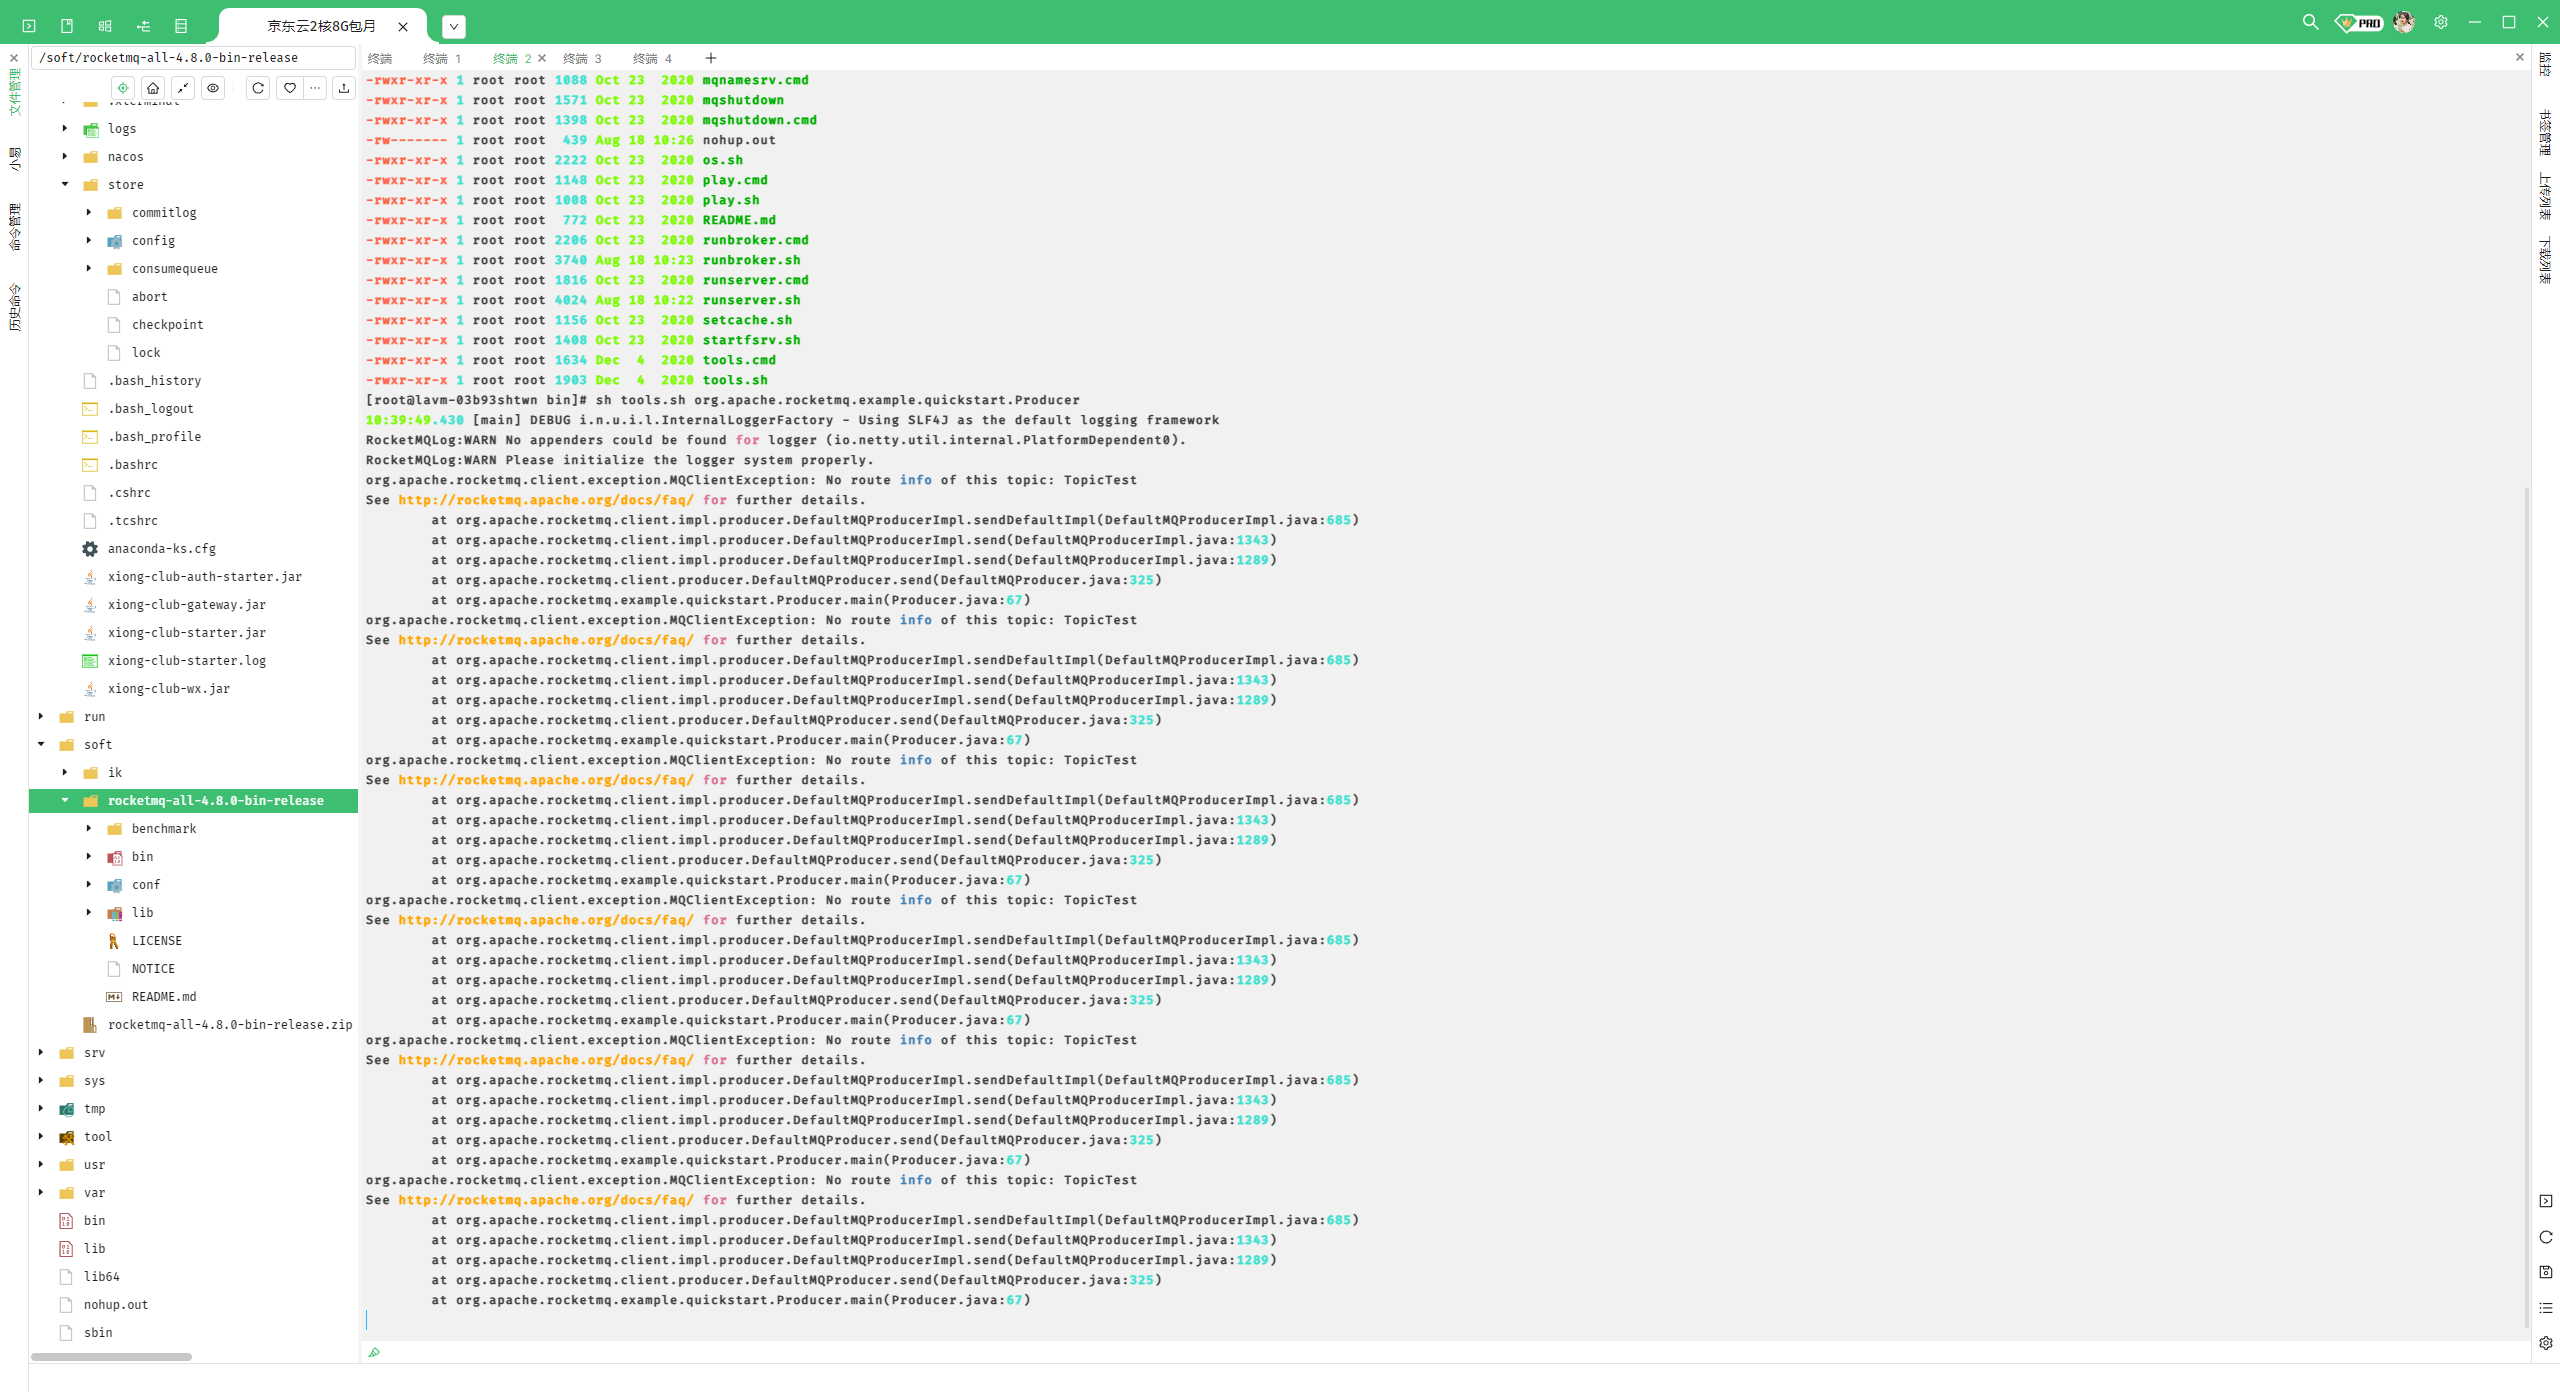 京东云2核8G包月
PRO
文件管理
小易
命令管理
历史命令
/soft/rocketmq-all-4.8.0-bin-release
.xterminal
logs
nacos
store
commitlog
config
consumequeue
abort
checkpoint
lock
.bash_history
.bash_logout
.bash_profile
.bashrc
.cshrc
.tcshrc
anaconda-ks.cfg
xiong-club-auth-starter.jar
xiong-club-gateway.jar
xiong-club-starter.jar
xiong-club-starter.log
xiong-club-wx.jar
run
soft
ik
rocketmq-all-4.8.0-bin-release
benchmark
bin
conf
lib
LICENSE
NOTICE
README.md
rocketmq-all-4.8.0-bin-release.zip
srv
sys
tmp
tool
usr
var
bin
lib
lib64
nohup.out
sbin
终端 终端 1 终端 2 终端 3 终端 4
-rwxr-xr-x 1 root root 1088 Oct 23  2020 mqnamesrv.cmd
-rwxr-xr-x 1 root root 1571 Oct 23  2020 mqshutdown
-rwxr-xr-x 1 root root 1398 Oct 23  2020 mqshutdown.cmd
-rw------- 1 root root  439 Aug 18 10:26 nohup.out
-rwxr-xr-x 1 root root 2222 Oct 23  2020 os.sh
-rwxr-xr-x 1 root root 1148 Oct 23  2020 play.cmd
-rwxr-xr-x 1 root root 1008 Oct 23  2020 play.sh
-rwxr-xr-x 1 root root  772 Oct 23  2020 README.md
-rwxr-xr-x 1 root root 2206 Oct 23  2020 runbroker.cmd
-rwxr-xr-x 1 root root 3740 Aug 18 10:23 runbroker.sh
-rwxr-xr-x 1 root root 1816 Oct 23  2020 runserver.cmd
-rwxr-xr-x 1 root root 4024 Aug 18 10:22 runserver.sh
-rwxr-xr-x 1 root root 1156 Oct 23  2020 setcache.sh
-rwxr-xr-x 1 root root 1408 Oct 23  2020 startfsrv.sh
-rwxr-xr-x 1 root root 1634 Dec  4  2020 tools.cmd
-rwxr-xr-x 1 root root 1903 Dec  4  2020 tools.sh
[root@lavm-03b93shtwn bin]# sh tools.sh org.apache.rocketmq.example.quickstart.Producer
10:39:49.430 [main] DEBUG i.n.u.i.l.InternalLoggerFactory - Using SLF4J as the default logging framework
RocketMQLog:WARN No appenders could be found for logger (io.netty.util.internal.PlatformDependent0).
RocketMQLog:WARN Please initialize the logger system properly.
org.apache.rocketmq.client.exception.MQClientException: No route info of this topic: TopicTest
See http://rocketmq.apache.org/docs/faq/ for further details.
at org.apache.rocketmq.client.impl.producer.DefaultMQProducerImpl.sendDefaultImpl(DefaultMQProducerImpl.java:685)
at org.apache.rocketmq.client.impl.producer.DefaultMQProducerImpl.send(DefaultMQProducerImpl.java:1343)
at org.apache.rocketmq.client.impl.producer.DefaultMQProducerImpl.send(DefaultMQProducerImpl.java:1289)
at org.apache.rocketmq.client.producer.DefaultMQProducer.send(DefaultMQProducer.java:325)
at org.apache.rocketmq.example.quickstart.Producer.main(Producer.java:67)
org.apache.rocketmq.client.exception.MQClientException: No route info of this topic: TopicTest
See http://rocketmq.apache.org/docs/faq/ for further details.
at org.apache.rocketmq.client.impl.producer.DefaultMQProducerImpl.sendDefaultImpl(DefaultMQProducerImpl.java:685)
at org.apache.rocketmq.client.impl.producer.DefaultMQProducerImpl.send(DefaultMQProducerImpl.java:1343)
at org.apache.rocketmq.client.impl.producer.DefaultMQProducerImpl.send(DefaultMQProducerImpl.java:1289)
at org.apache.rocketmq.client.producer.DefaultMQProducer.send(DefaultMQProducer.java:325)
at org.apache.rocketmq.example.quickstart.Producer.main(Producer.java:67)
org.apache.rocketmq.client.exception.MQClientException: No route info of this topic: TopicTest
See http://rocketmq.apache.org/docs/faq/ for further details.
at org.apache.rocketmq.client.impl.producer.DefaultMQProducerImpl.sendDefaultImpl(DefaultMQProducerImpl.java:685)
at org.apache.rocketmq.client.impl.producer.DefaultMQProducerImpl.send(DefaultMQProducerImpl.java:1343)
at org.apache.rocketmq.client.impl.producer.DefaultMQProducerImpl.send(DefaultMQProducerImpl.java:1289)
at org.apache.rocketmq.client.producer.DefaultMQProducer.send(DefaultMQProducer.java:325)
at org.apache.rocketmq.example.quickstart.Producer.main(Producer.java:67)
org.apache.rocketmq.client.exception.MQClientException: No route info of this topic: TopicTest
See http://rocketmq.apache.org/docs/faq/ for further details.
at org.apache.rocketmq.client.impl.producer.DefaultMQProducerImpl.sendDefaultImpl(DefaultMQProducerImpl.java:685)
at org.apache.rocketmq.client.impl.producer.DefaultMQProducerImpl.send(DefaultMQProducerImpl.java:1343)
at org.apache.rocketmq.client.impl.producer.DefaultMQProducerImpl.send(DefaultMQProducerImpl.java:1289)
at org.apache.rocketmq.client.producer.DefaultMQProducer.send(DefaultMQProducer.java:325)
at org.apache.rocketmq.example.quickstart.Producer.main(Producer.java:67)
org.apache.rocketmq.client.exception.MQClientException: No route info of this topic: TopicTest
See http://rocketmq.apache.org/docs/faq/ for further details.
at org.apache.rocketmq.client.impl.producer.DefaultMQProducerImpl.sendDefaultImpl(DefaultMQProducerImpl.java:685)
at org.apache.rocketmq.client.impl.producer.DefaultMQProducerImpl.send(DefaultMQProducerImpl.java:1343)
at org.apache.rocketmq.client.impl.producer.DefaultMQProducerImpl.send(DefaultMQProducerImpl.java:1289)
at org.apache.rocketmq.client.producer.DefaultMQProducer.send(DefaultMQProducer.java:325)
at org.apache.rocketmq.example.quickstart.Producer.main(Producer.java:67)
org.apache.rocketmq.client.exception.MQClientException: No route info of this topic: TopicTest
See http://rocketmq.apache.org/docs/faq/ for further details.
at org.apache.rocketmq.client.impl.producer.DefaultMQProducerImpl.sendDefaultImpl(DefaultMQProducerImpl.java:685)
at org.apache.rocketmq.client.impl.producer.DefaultMQProducerImpl.send(DefaultMQProducerImpl.java:1343)
at org.apache.rocketmq.client.impl.producer.DefaultMQProducerImpl.send(DefaultMQProducerImpl.java:1289)
at org.apache.rocketmq.client.producer.DefaultMQProducer.send(DefaultMQProducer.java:325)
at org.apache.rocketmq.example.quickstart.Producer.main(Producer.java:67)
监控
书签管理
上传列表
下载列表